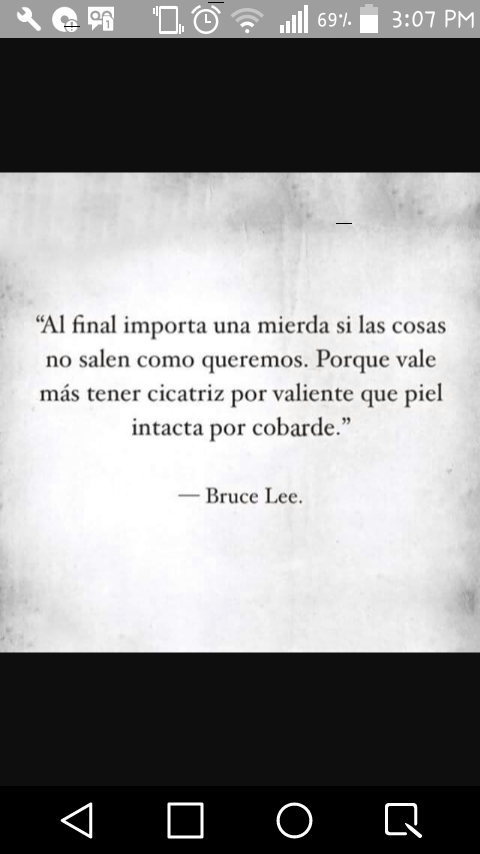 69% 3:07 PM
“Al final importa una mierda si las cosas
no salen como queremos. Porque vale
más tener cicatriz por valiente que piel
intacta por cobarde.”
— Bruce Lee.